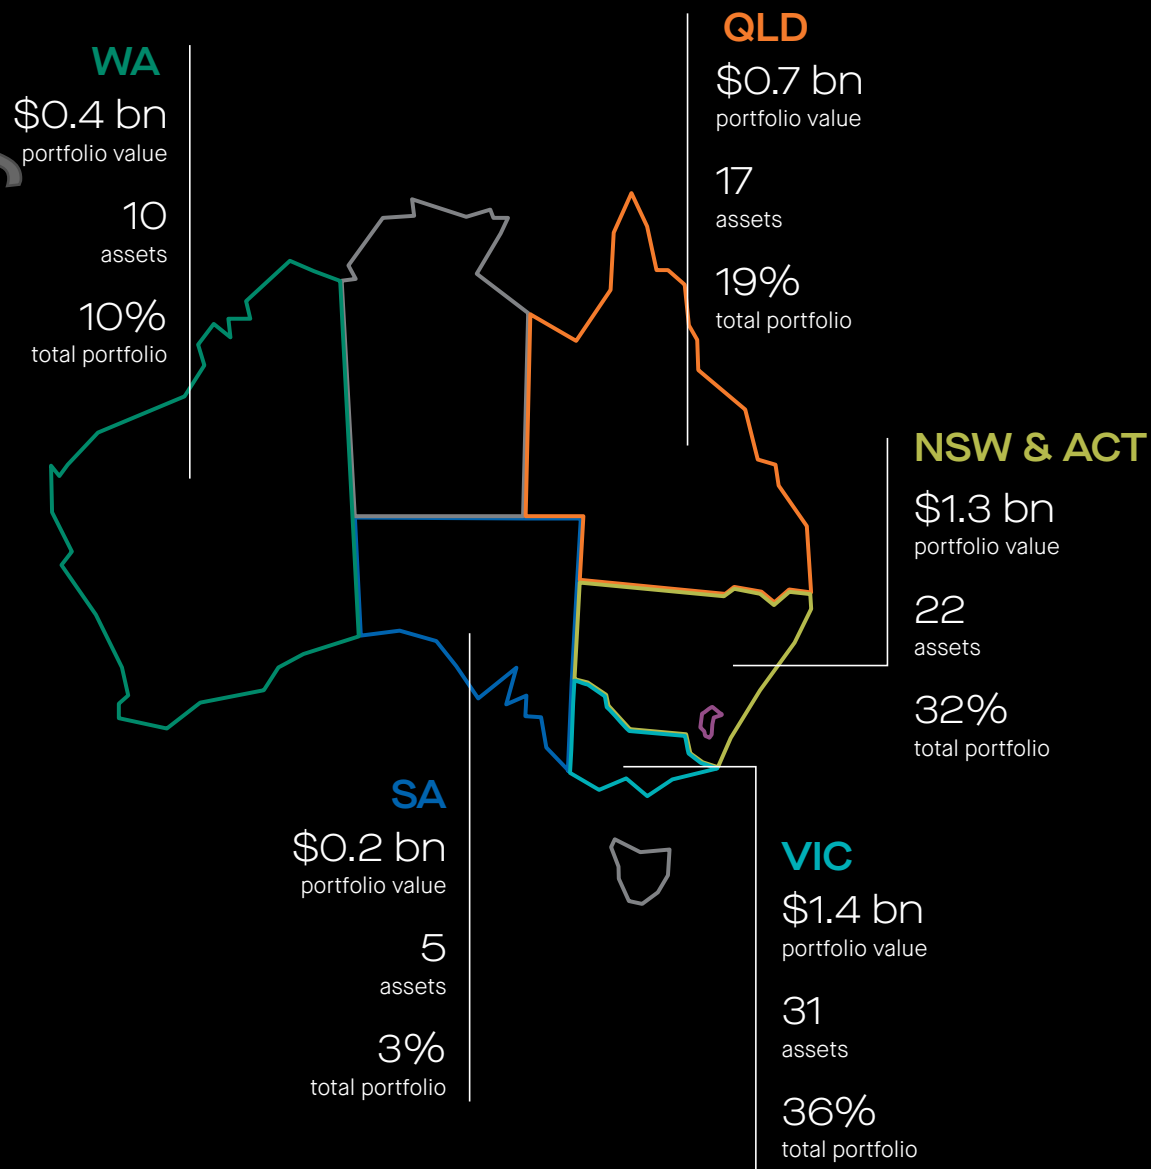 WA
$0.4 bn
portfolio value
10
assets
10%
total portfolio
QLD
$0.7 bn
portfolio value
17
assets
19%
total portfolio
NSW & ACT
$1.3 bn
portfolio value
22
assets
32%
total portfolio
SA
$0.2 bn
portfolio value
5
assets
3%
total portfolio
VIC
$1.4 bn
portfolio value
31
assets
36%
total portfolio